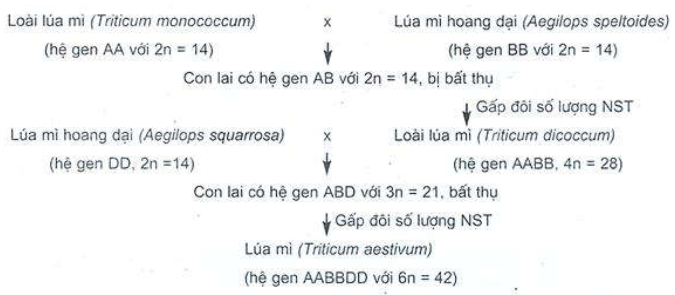 Loài lúa mì (Triticum monococcum) x Lúa mì hoang dại (Aegilops speltoides)
(hệ gen AA với 2n = 14) (hệ gen BB với 2n = 14)
Con lai có hệ gen AB với 2n = 14, bị bất thụ
Gấp đôi số lượng NST
Lúa mì hoang dại (Aegilops squarrosa) x Loài lúa mì (Triticum dicoccum)
(hệ gen DD, 2n =14) (hệ gen AABB, 4n = 28)
Con lai có hệ gen ABD với 3n = 21, bất thụ
Gấp đôi số lượng NST
Lúa mì (Triticum aestivum)
(hệ gen AABBDD với 6n = 42)